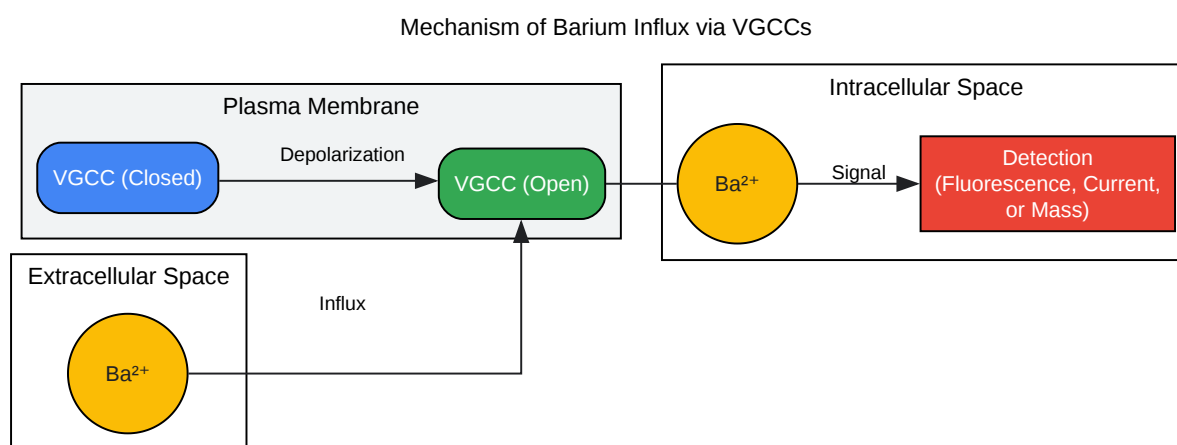 Mechanism of Barium Influx via VGCCs
Plasma Membrane
VGCC (Closed)
Depolarization
VGCC (Open)
Intracellular Space
Ba²⁺
Signal
Detection
(Fluorescence, Current,
or Mass)
Extracellular Space
Ba²⁺
Influx